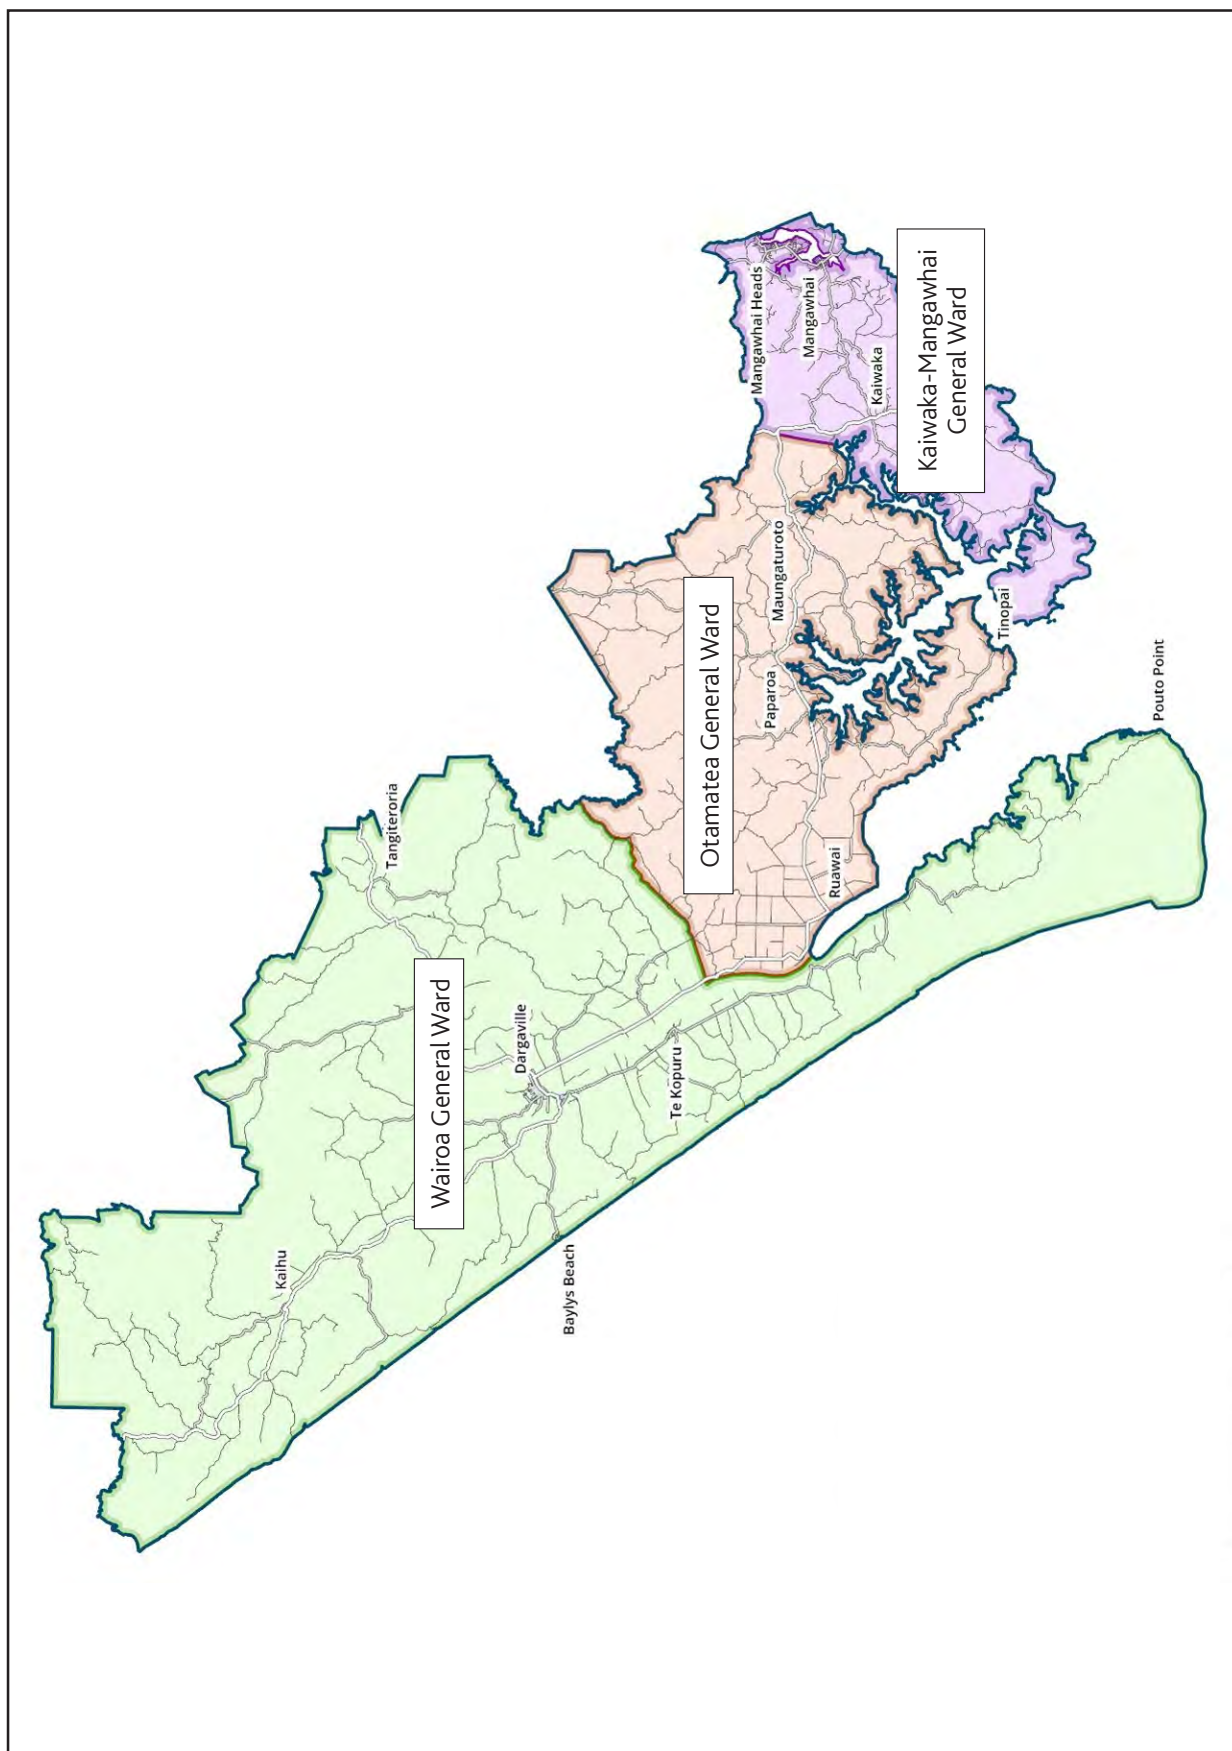 Kaihu
Tangiteroria
Wairoa General Ward
Dargaville
Baylys Beach
Te Kōpuru
Otamatea General Ward
Mangawhai Heads
Mangawhai
Maungaturoto
Paparoa
Kaiwaka
Ruawai
Kaiwaka-Mangawhai
General Ward
Tinopai
Pouto Point